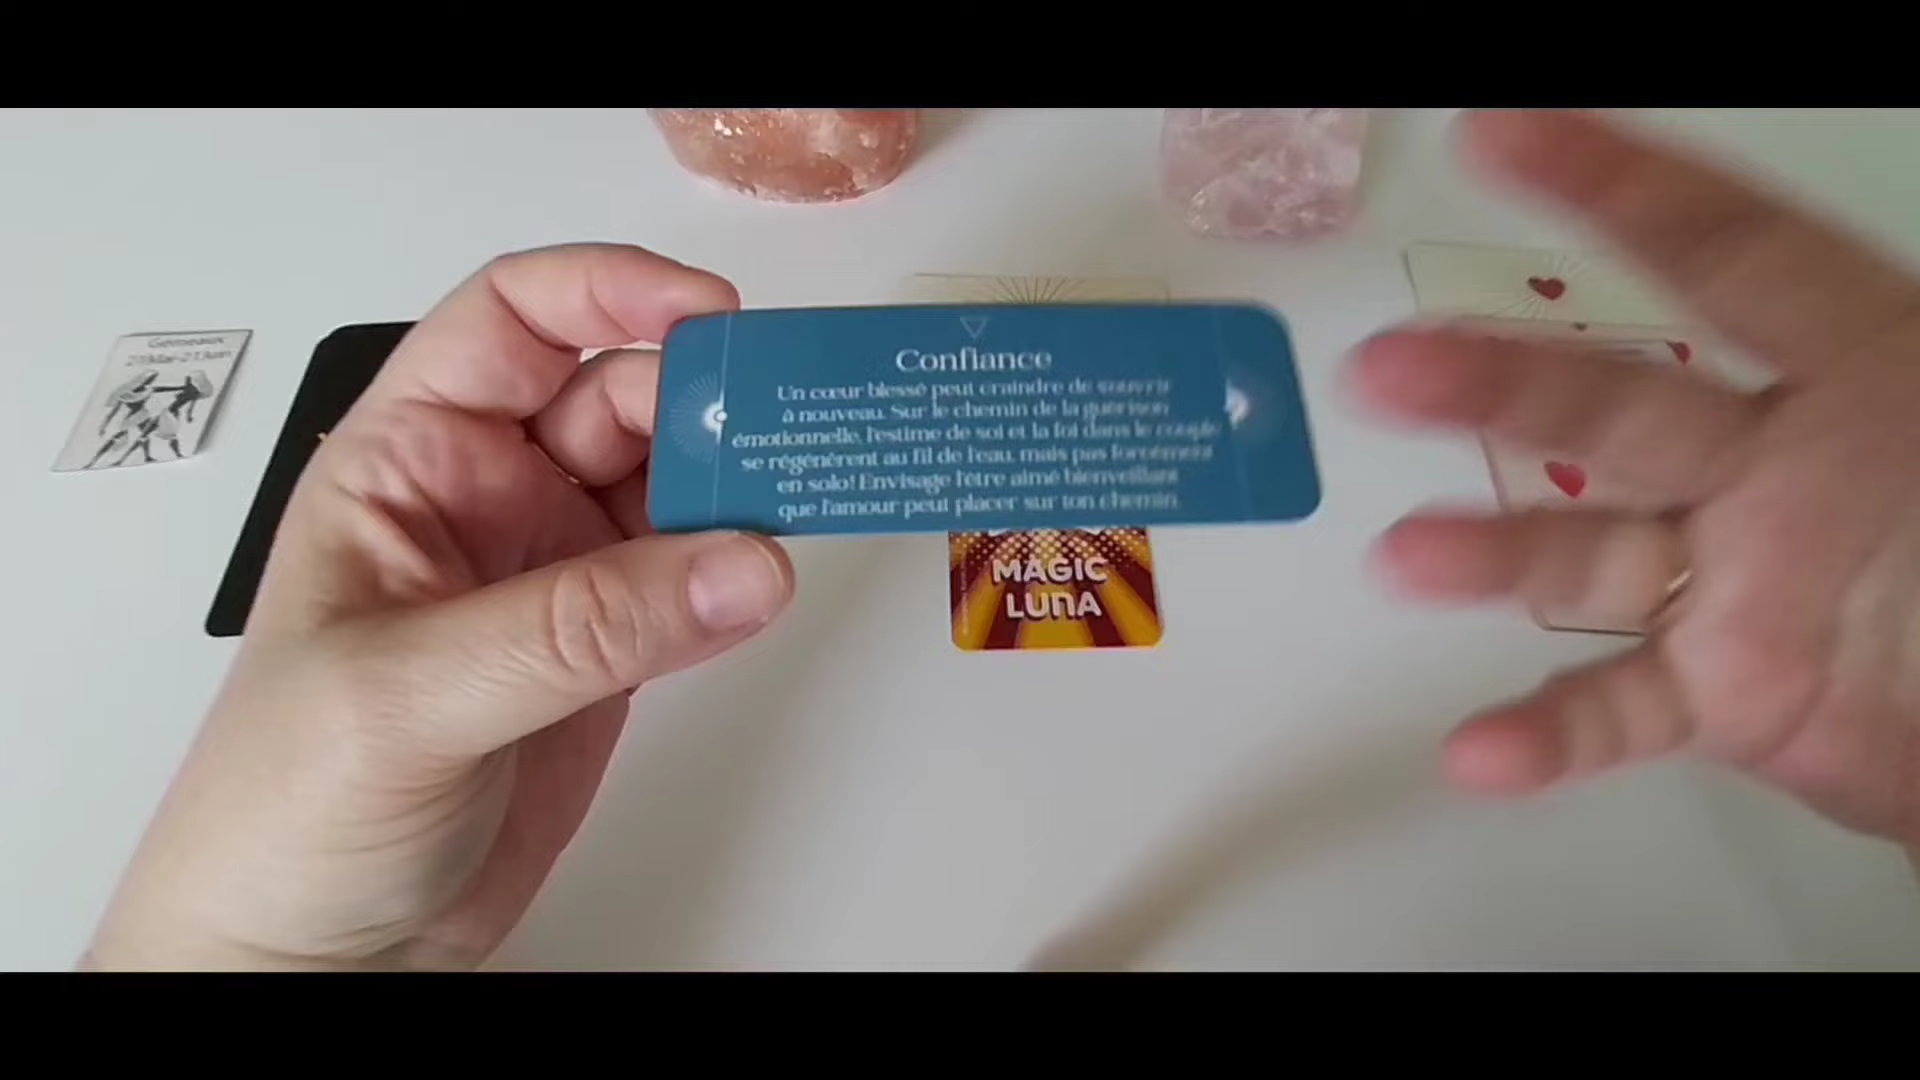 Gémeaux
21Mai-21Juin
Confiance
Un cœur blessé peut craindre de s'ouvrir
à nouveau. Sur le chemin de la guérison
émotionnelle, l'estime de soi et la foi dans le couple
se régénèrent au fil de l'eau, mais pas forcément
en solo! Envisage l'être aimé bienveillant
que l'amour peut placer sur ton chemin.
MAGIC
LUNA